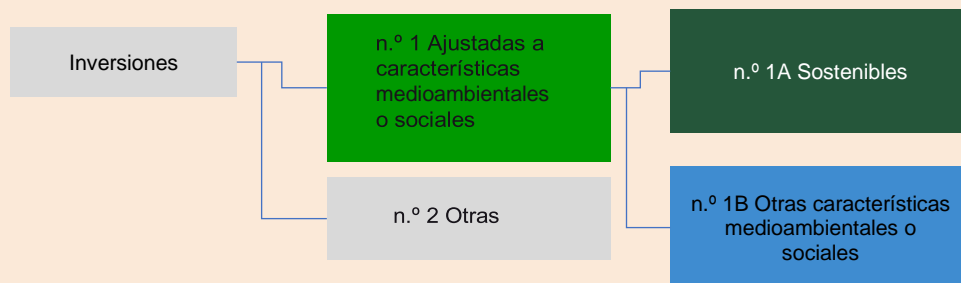 Inversiones
n.º 1 Ajustadas a
características
medioambientales
o sociales
n.º 2 Otras
n.º 1A Sostenibles
n.º 1B Otras características
medioambientales o
sociales